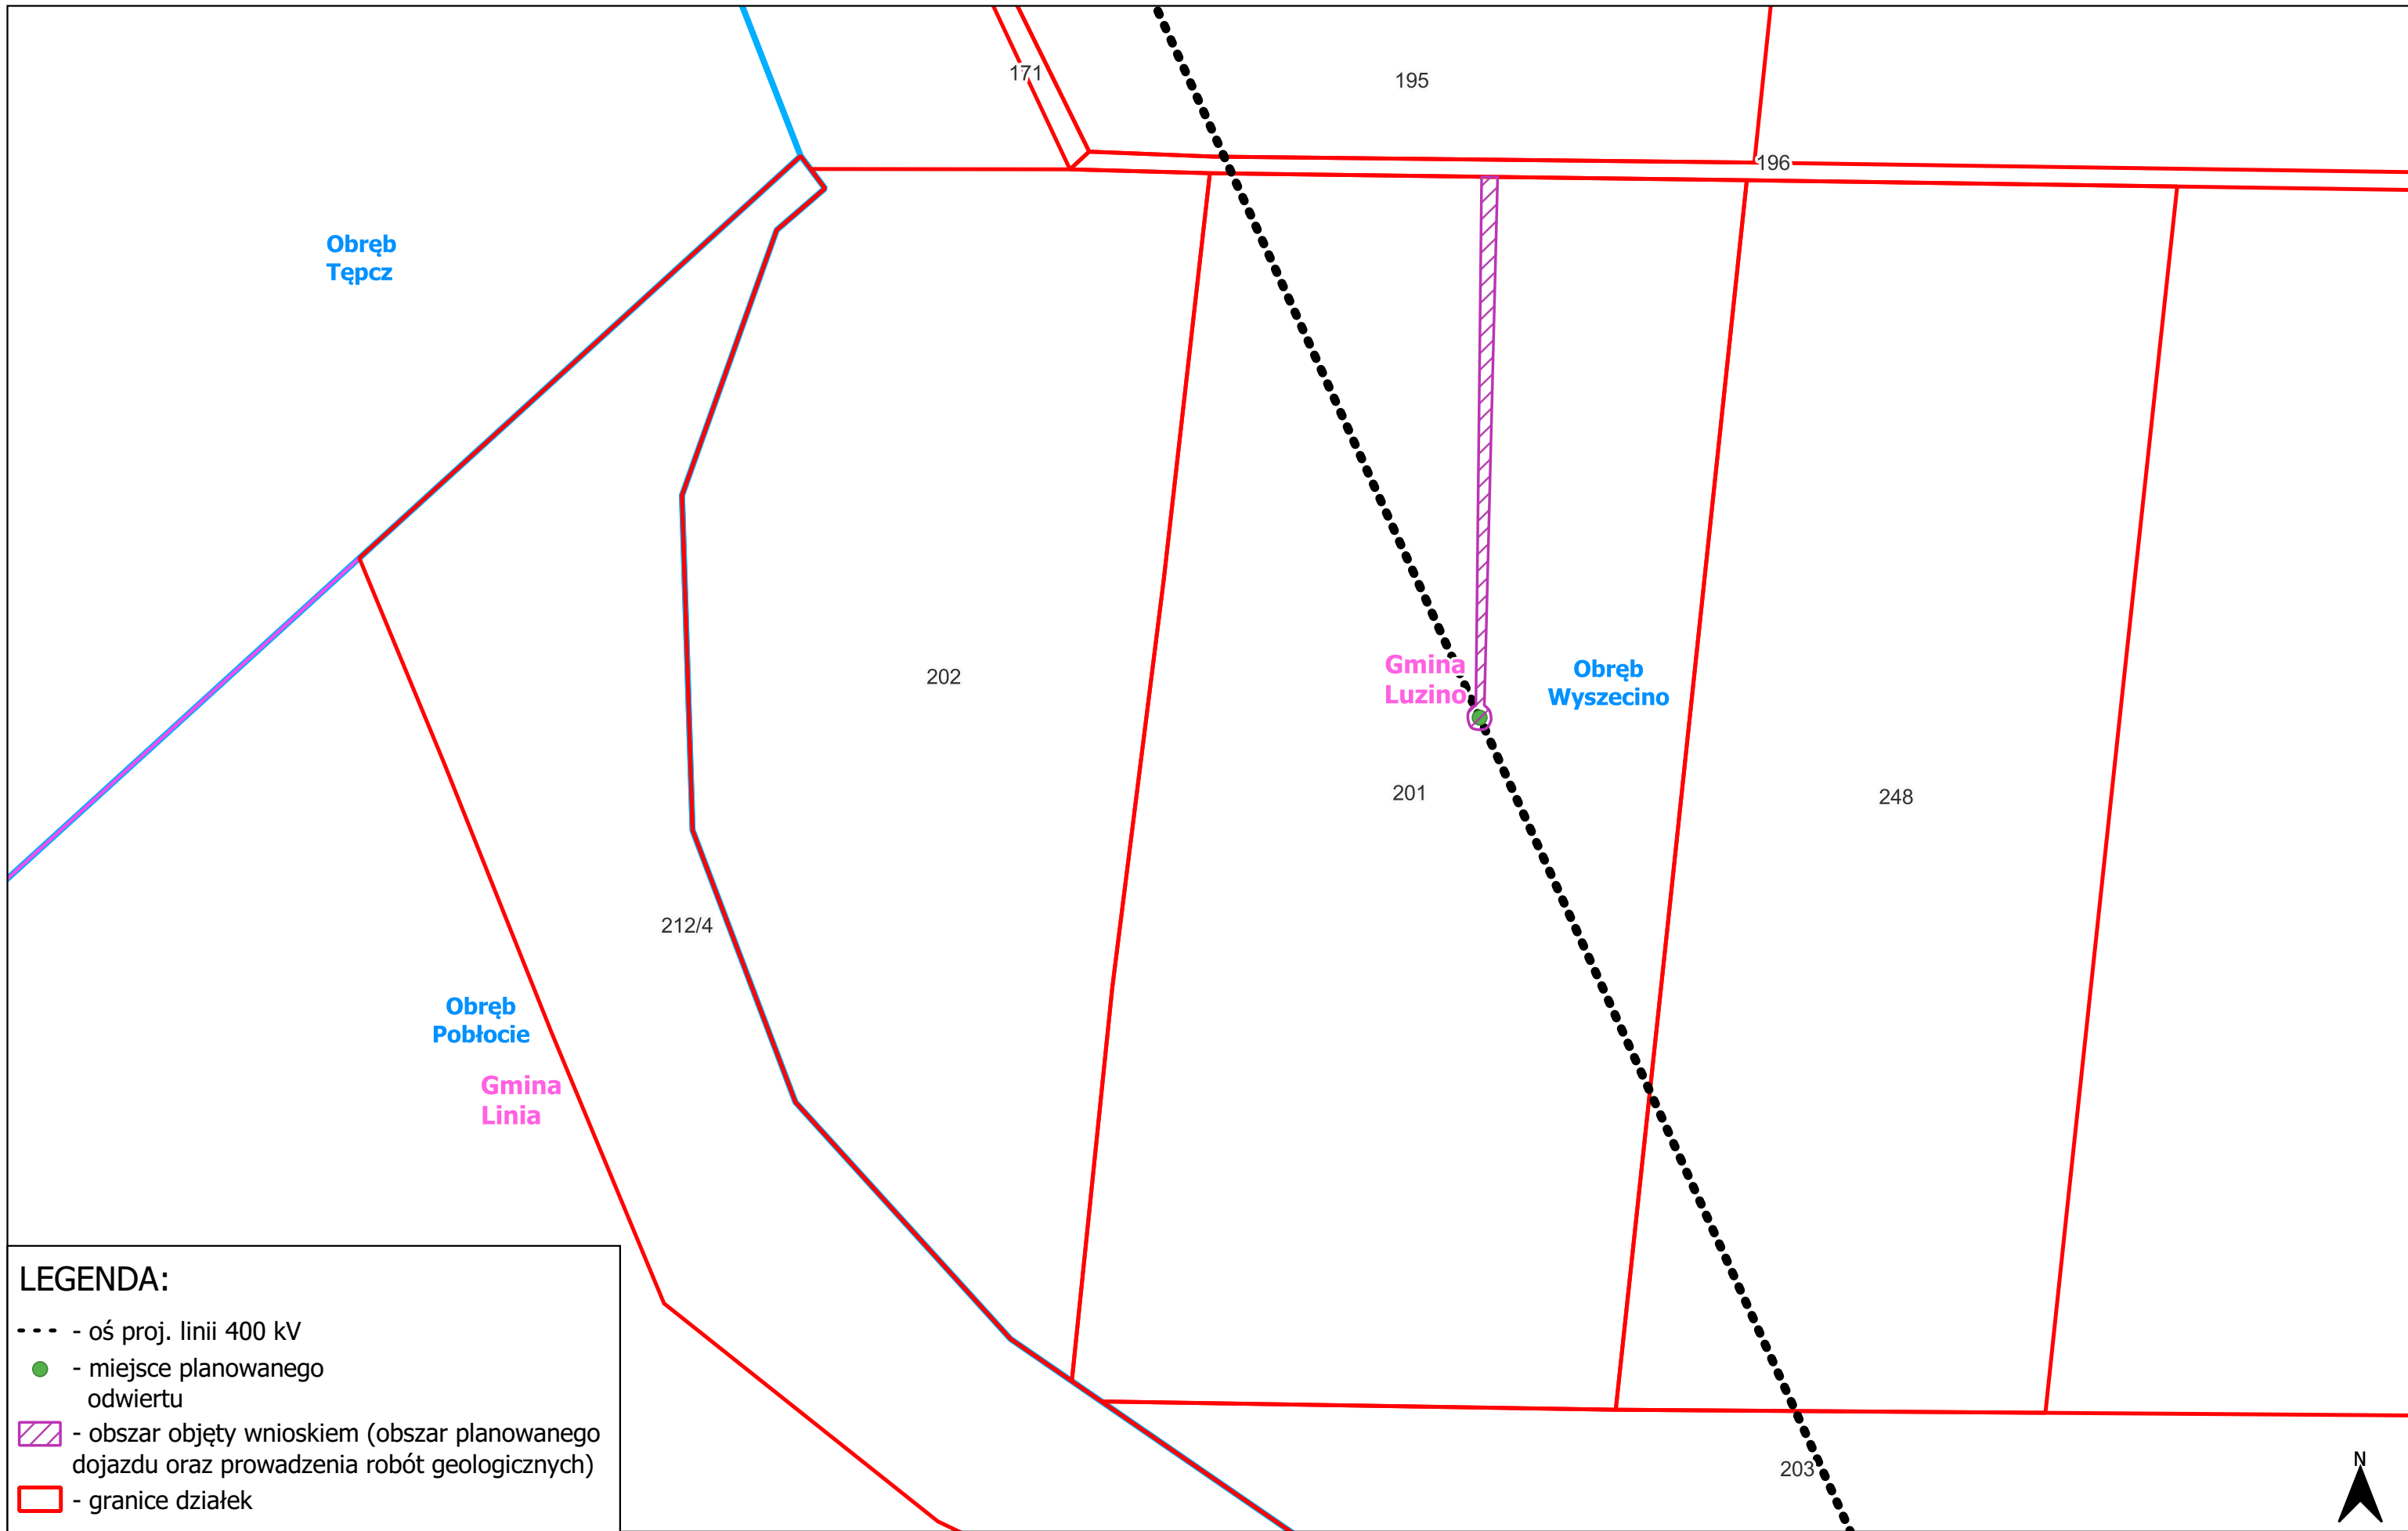 171
195
196
Obręb
Tępcz
202
Gmina
Luzino
Obręb
Wyszecino
201
248
212/4
Obręb
Pobłocie
Gmina
Linia
203
N
LEGENDA:
- oś proj. linii 400 kV
- miejsce planowanego
odwiertu
- obszar objęty wnioskiem (obszar planowanego
dojazdu oraz prowadzenia robót geologicznych)
- granice działek